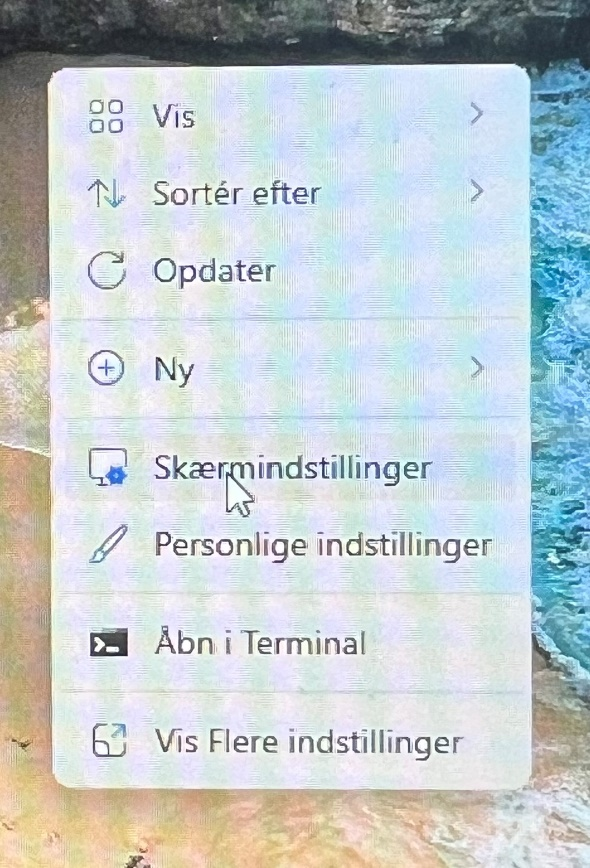 Vis
Sortér efter
Opdater
Ny
Skærmindstillinger
Personlige indstillinger
Åbn i Terminal
Vis Flere indstillinger